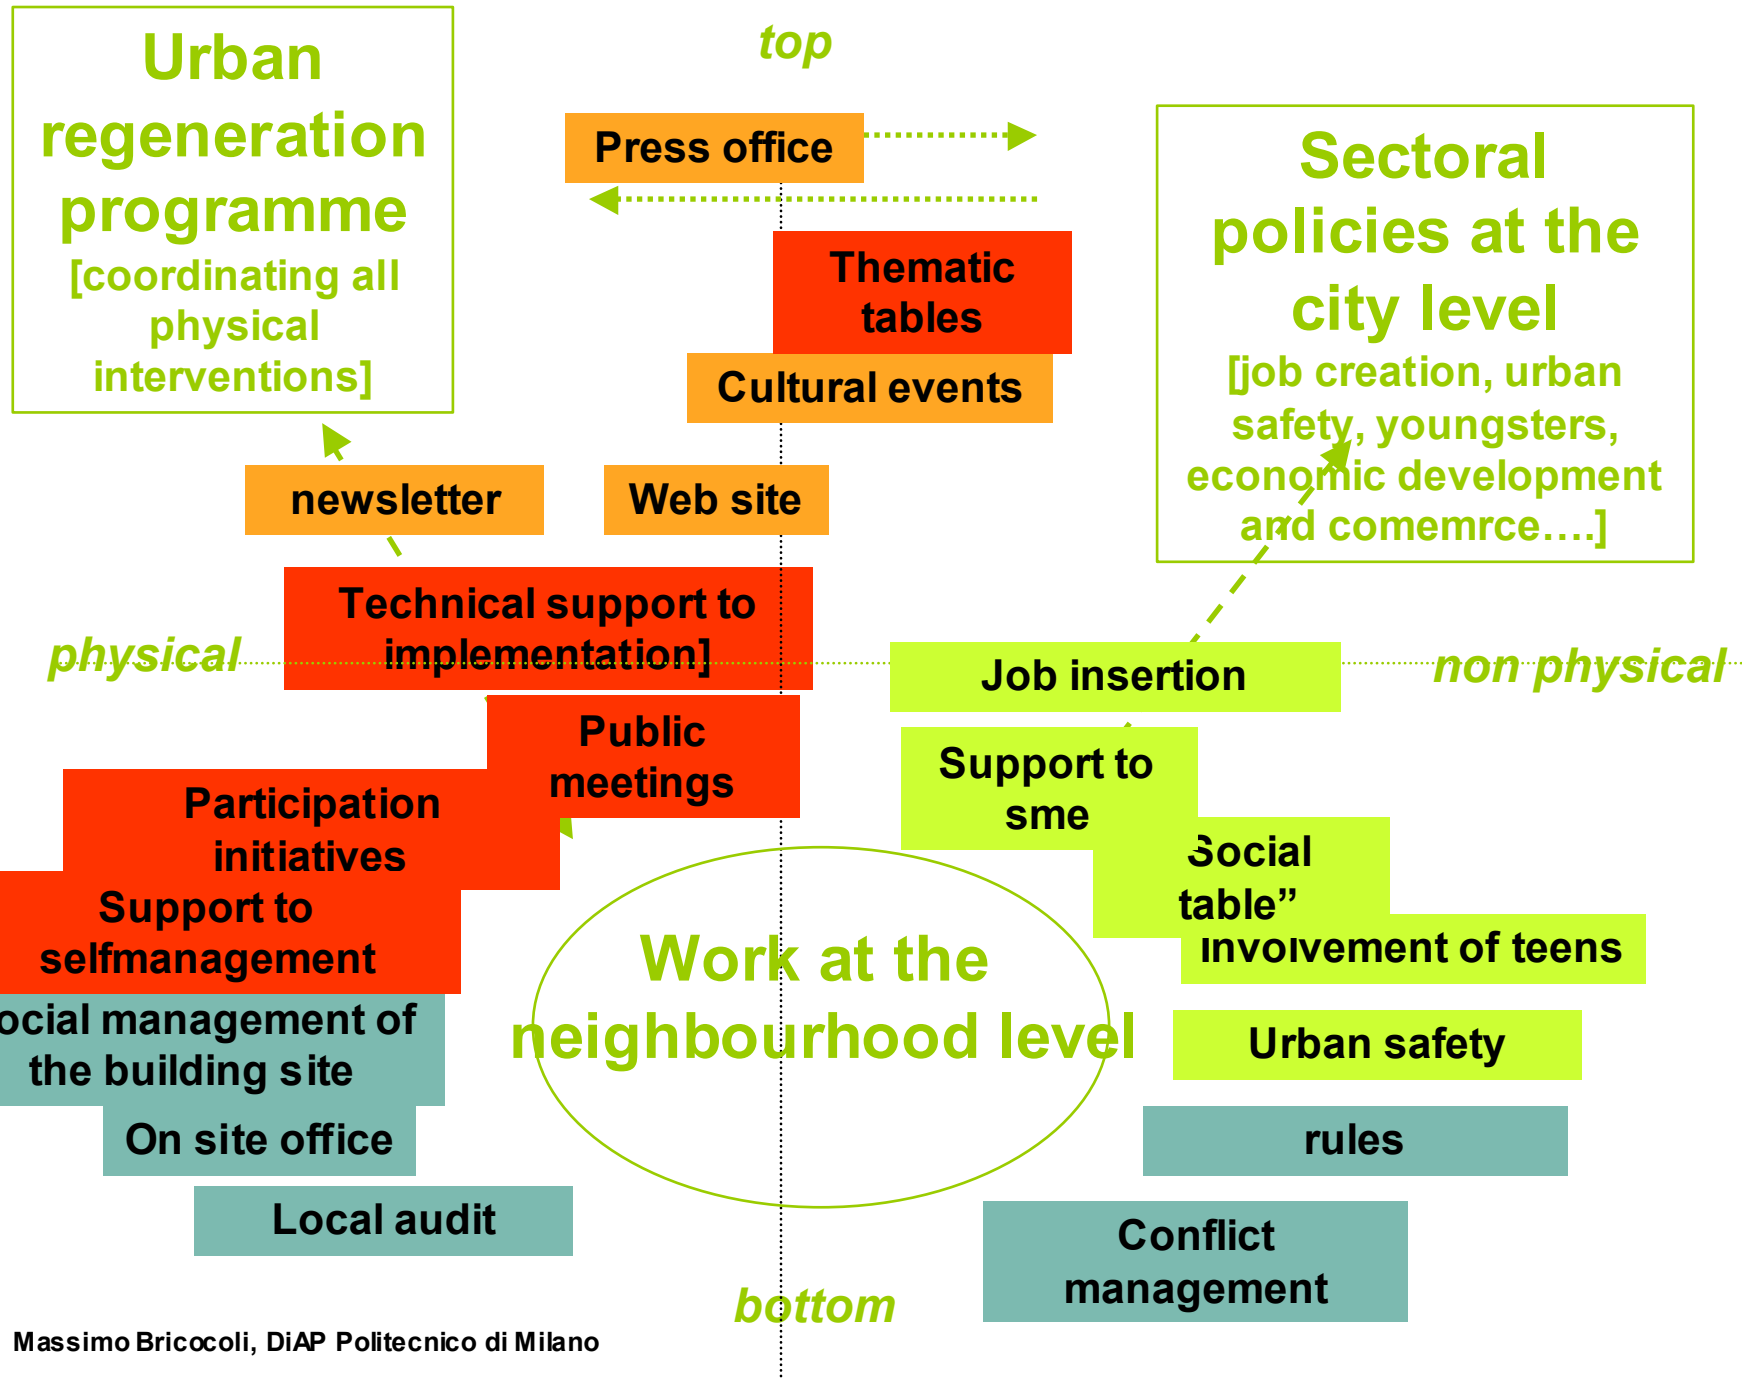 Urban
regeneration
programme
[coordinating all
physical
interventions]
top
Press office
Sectoral
policies at the
city level
[job creation, urban
safety, youngsters,
economic development
and comemrce….]
Thematic
tables
Cultural events
newsletter
Web site
Technical support to
implementation]
physical
non physical
Job insertion
Public
meetings
Support to
sme
Participation
initiatives
Social
table”
Support to
selfmanagement
involvement of teens
Work at the
neighbourhood level
ocial management of
the building site
Urban safety
On site office
rules
Local audit
Conflict
management
bottom
Massimo Bricocoli, DiAP Politecnico di Milano